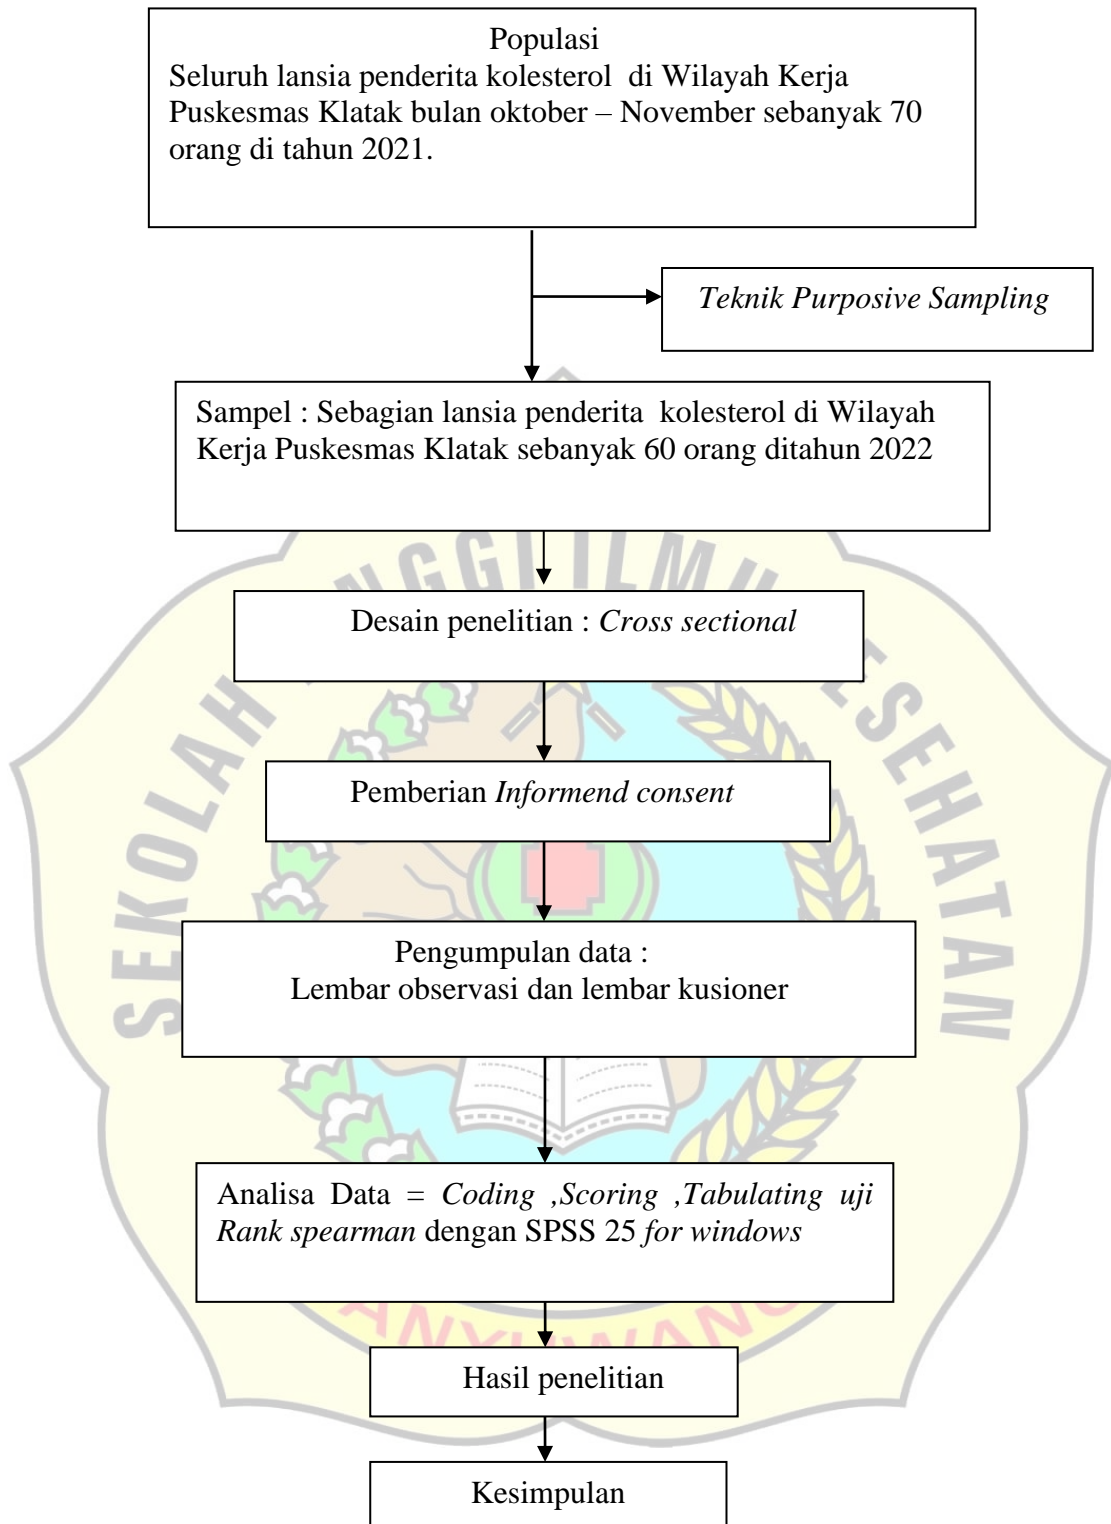 Populasi
Seluruh lansia penderita kolesterol di Wilayah Kerja
Puskesmas Klatak bulan oktober – November sebanyak 70
orang di tahun 2021.
Teknik Purposive Sampling
Sampel : Sebagian lansia penderita kolesterol di Wilayah
Kerja Puskesmas Klatak sebanyak 60 orang ditahun 2022
Desain penelitian : Cross sectional
Pemberian Informend consent
Pengumpulan data :
Lembar observasi dan lembar kusioner
Analisa Data = Coding ,Scoring ,Tabulating uji
Rank spearman dengan SPSS 25 for windows
Hasil penelitian
Kesimpulan
SEKOLAH
ILMU